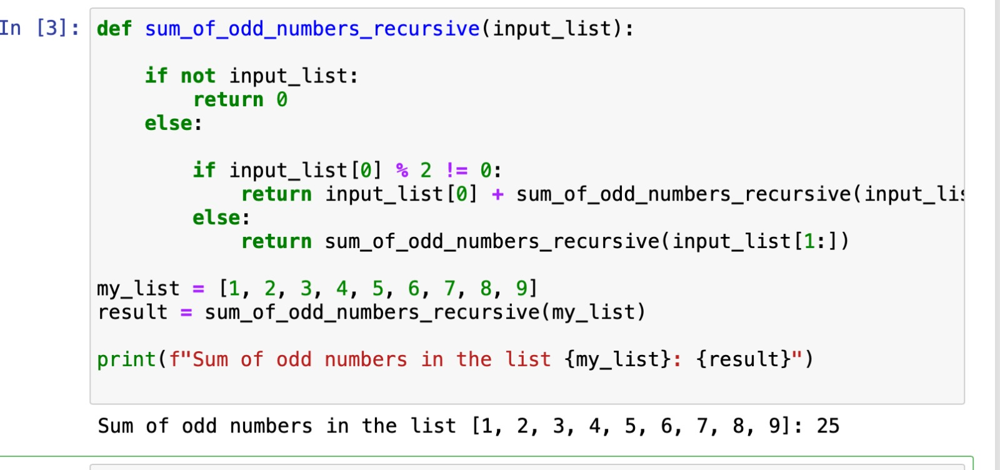 In [3]:
def sum_of_odd_numbers_recursive(input_list):
    if not input_list:
        return 0
    else:
        if input_list[0] % 2 != 0:
            return input_list[0] + sum_of_odd_numbers_recursive(input_lis
        else:
            return sum_of_odd_numbers_recursive(input_list[1:])
my_list = [1, 2, 3, 4, 5, 6, 7, 8, 9]
result = sum_of_odd_numbers_recursive(my_list)
print(f"Sum of odd numbers in the list {my_list}: {result}")
Sum of odd numbers in the list [1, 2, 3, 4, 5, 6, 7, 8, 9]: 25